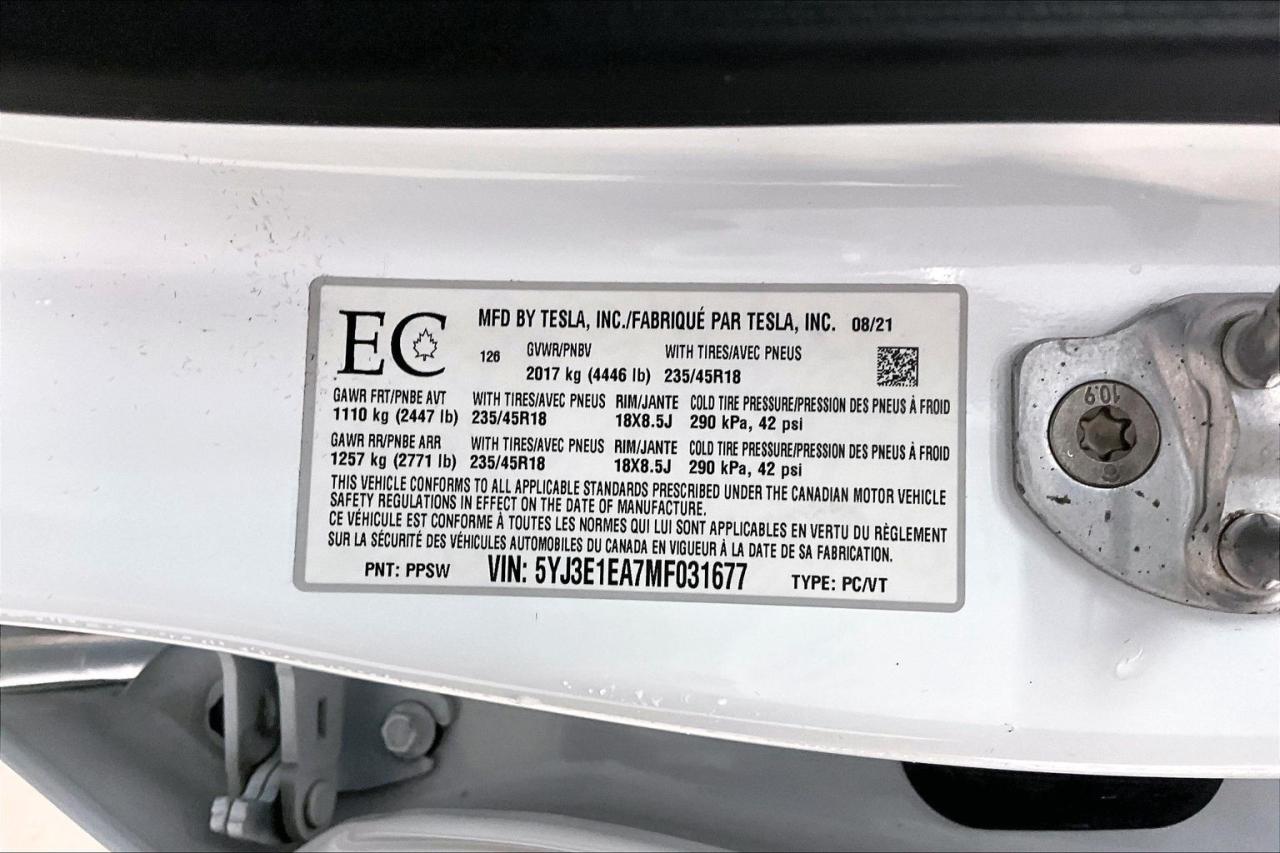 EC
MFD BY TESLA, INC./FABRIQUÉ PAR TESLA, INC. 08/21
126 GVWR/PNBV WITH TIRES/AVEC PNEUS
2017 kg (4446 lb) 235/45R18
GAWR FRT/PNBE AVT WITH TIRES/AVEC PNEUS RIM/JANTE COLD TIRE PRESSURE/PRESSION DES PNEUS À FROID
1110 kg (2447 lb) 235/45R18 18X8.5J 290 kPa, 42 psi
GAWR RR/PNBE ARR WITH TIRES/AVEC PNEUS RIM/JANTE COLD TIRE PRESSURE/PRESSION DES PNEUS À FROID
1257 kg (2771 lb) 235/45R18 18X8.5J 290 kPa, 42 psi
THIS VEHICLE CONFORMS TO ALL APPLICABLE STANDARDS PRESCRIBED UNDER THE CANADIAN MOTOR VEHICLE
SAFETY REGULATIONS IN EFFECT ON THE DATE OF MANUFACTURE.
CE VÉHICULE EST CONFORME À TOUTES LES NORMES QUI LUI SONT APPLICABLES EN VERTU DU RÈGLEMENT
SUR LA SÉCURITÉ DES VÉHICULES AUTOMOBILES DU CANADA EN VIGUEUR À LA DATE DE SA FABRICATION.
PNT: PPSW VIN: 5YJ3E1EA7MF031677 TYPE: PC/VT
10.9